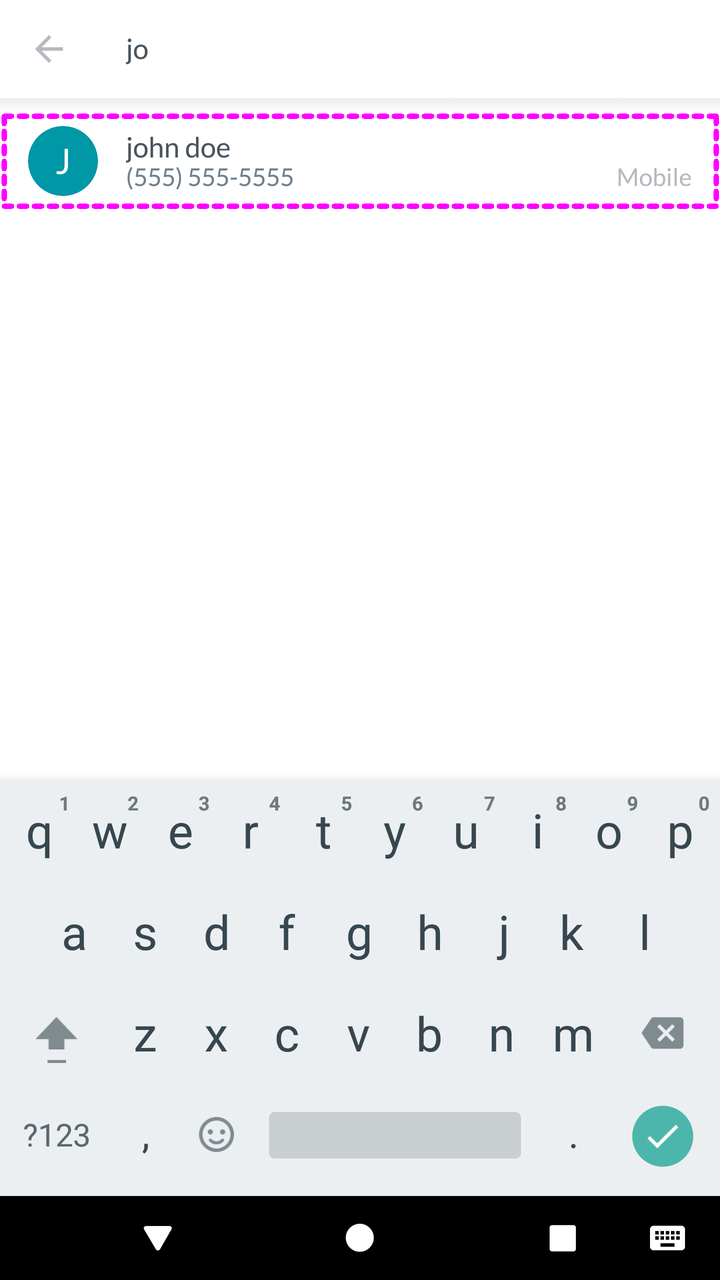 jo
J
john doe
(555) 555-5555 Mobile
1 2 3 4 5 6 7 8 9 0
q w e r t y u i o p
a s d f g h j k l
z x c v b n m
?123 , .